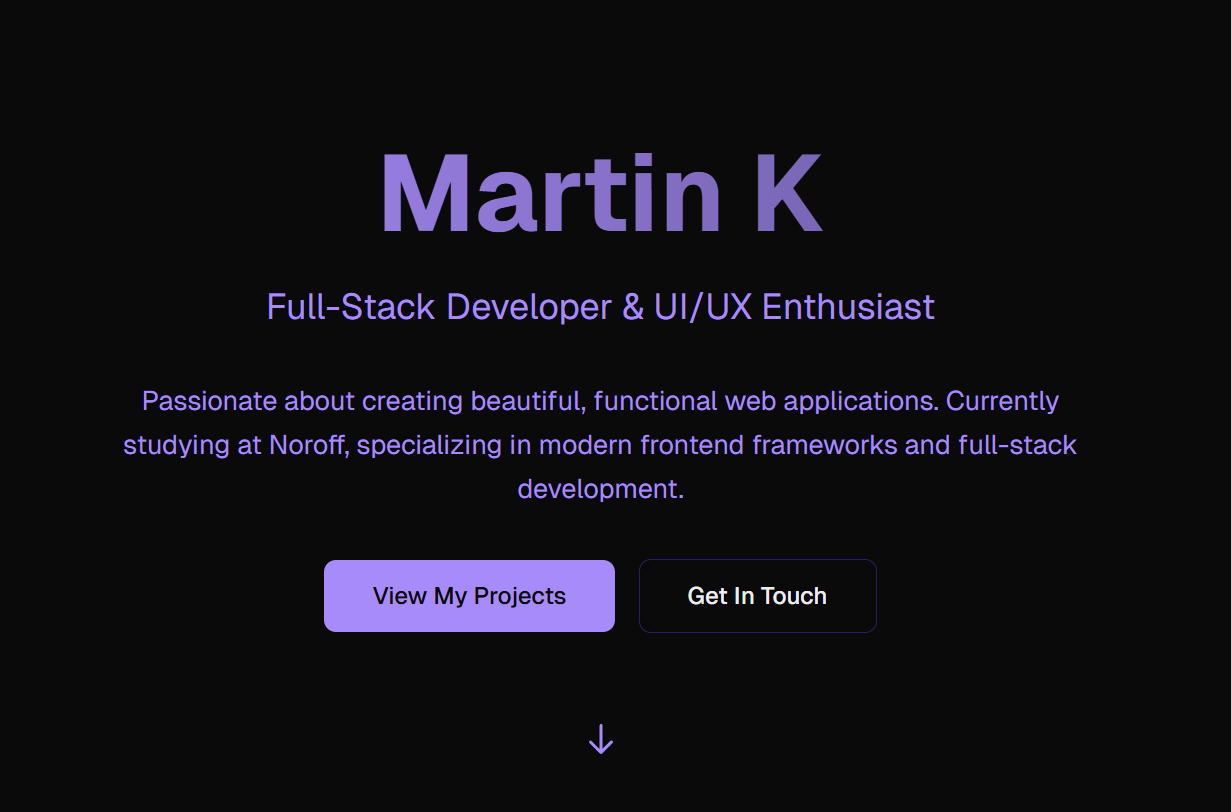 Martin K
Full-Stack Developer & UI/UX Enthusiast
Passionate about creating beautiful, functional web applications. Currently
studying at Noroff, specializing in modern frontend frameworks and full-stack
development.
View My Projects
Get In Touch